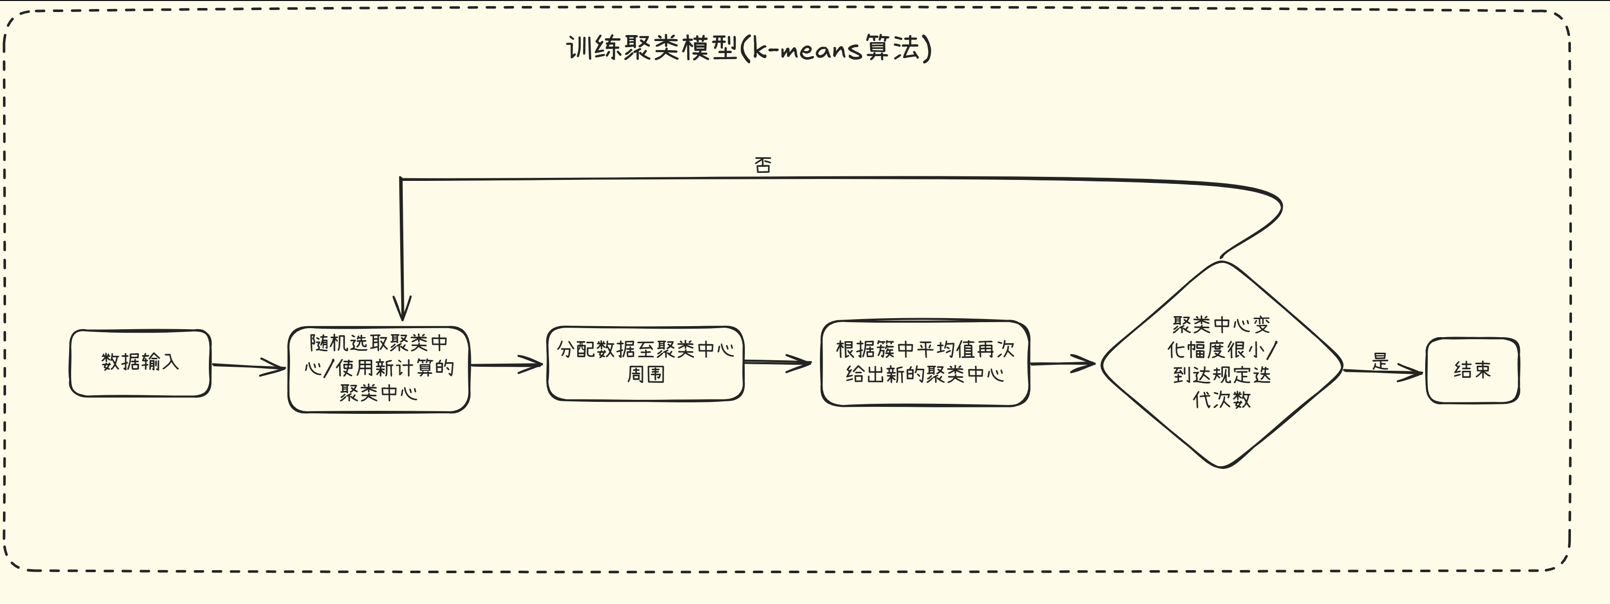 训练聚类模型(k-means算法)
否
数据输入
随机选取聚类中
心/使用新计算的
聚类中心
分配数据至聚类中心
周围
根据簇中平均值再次
给出新的聚类中心
聚类中心变
化幅度很小/
到达规定迭
代次数
是
结束